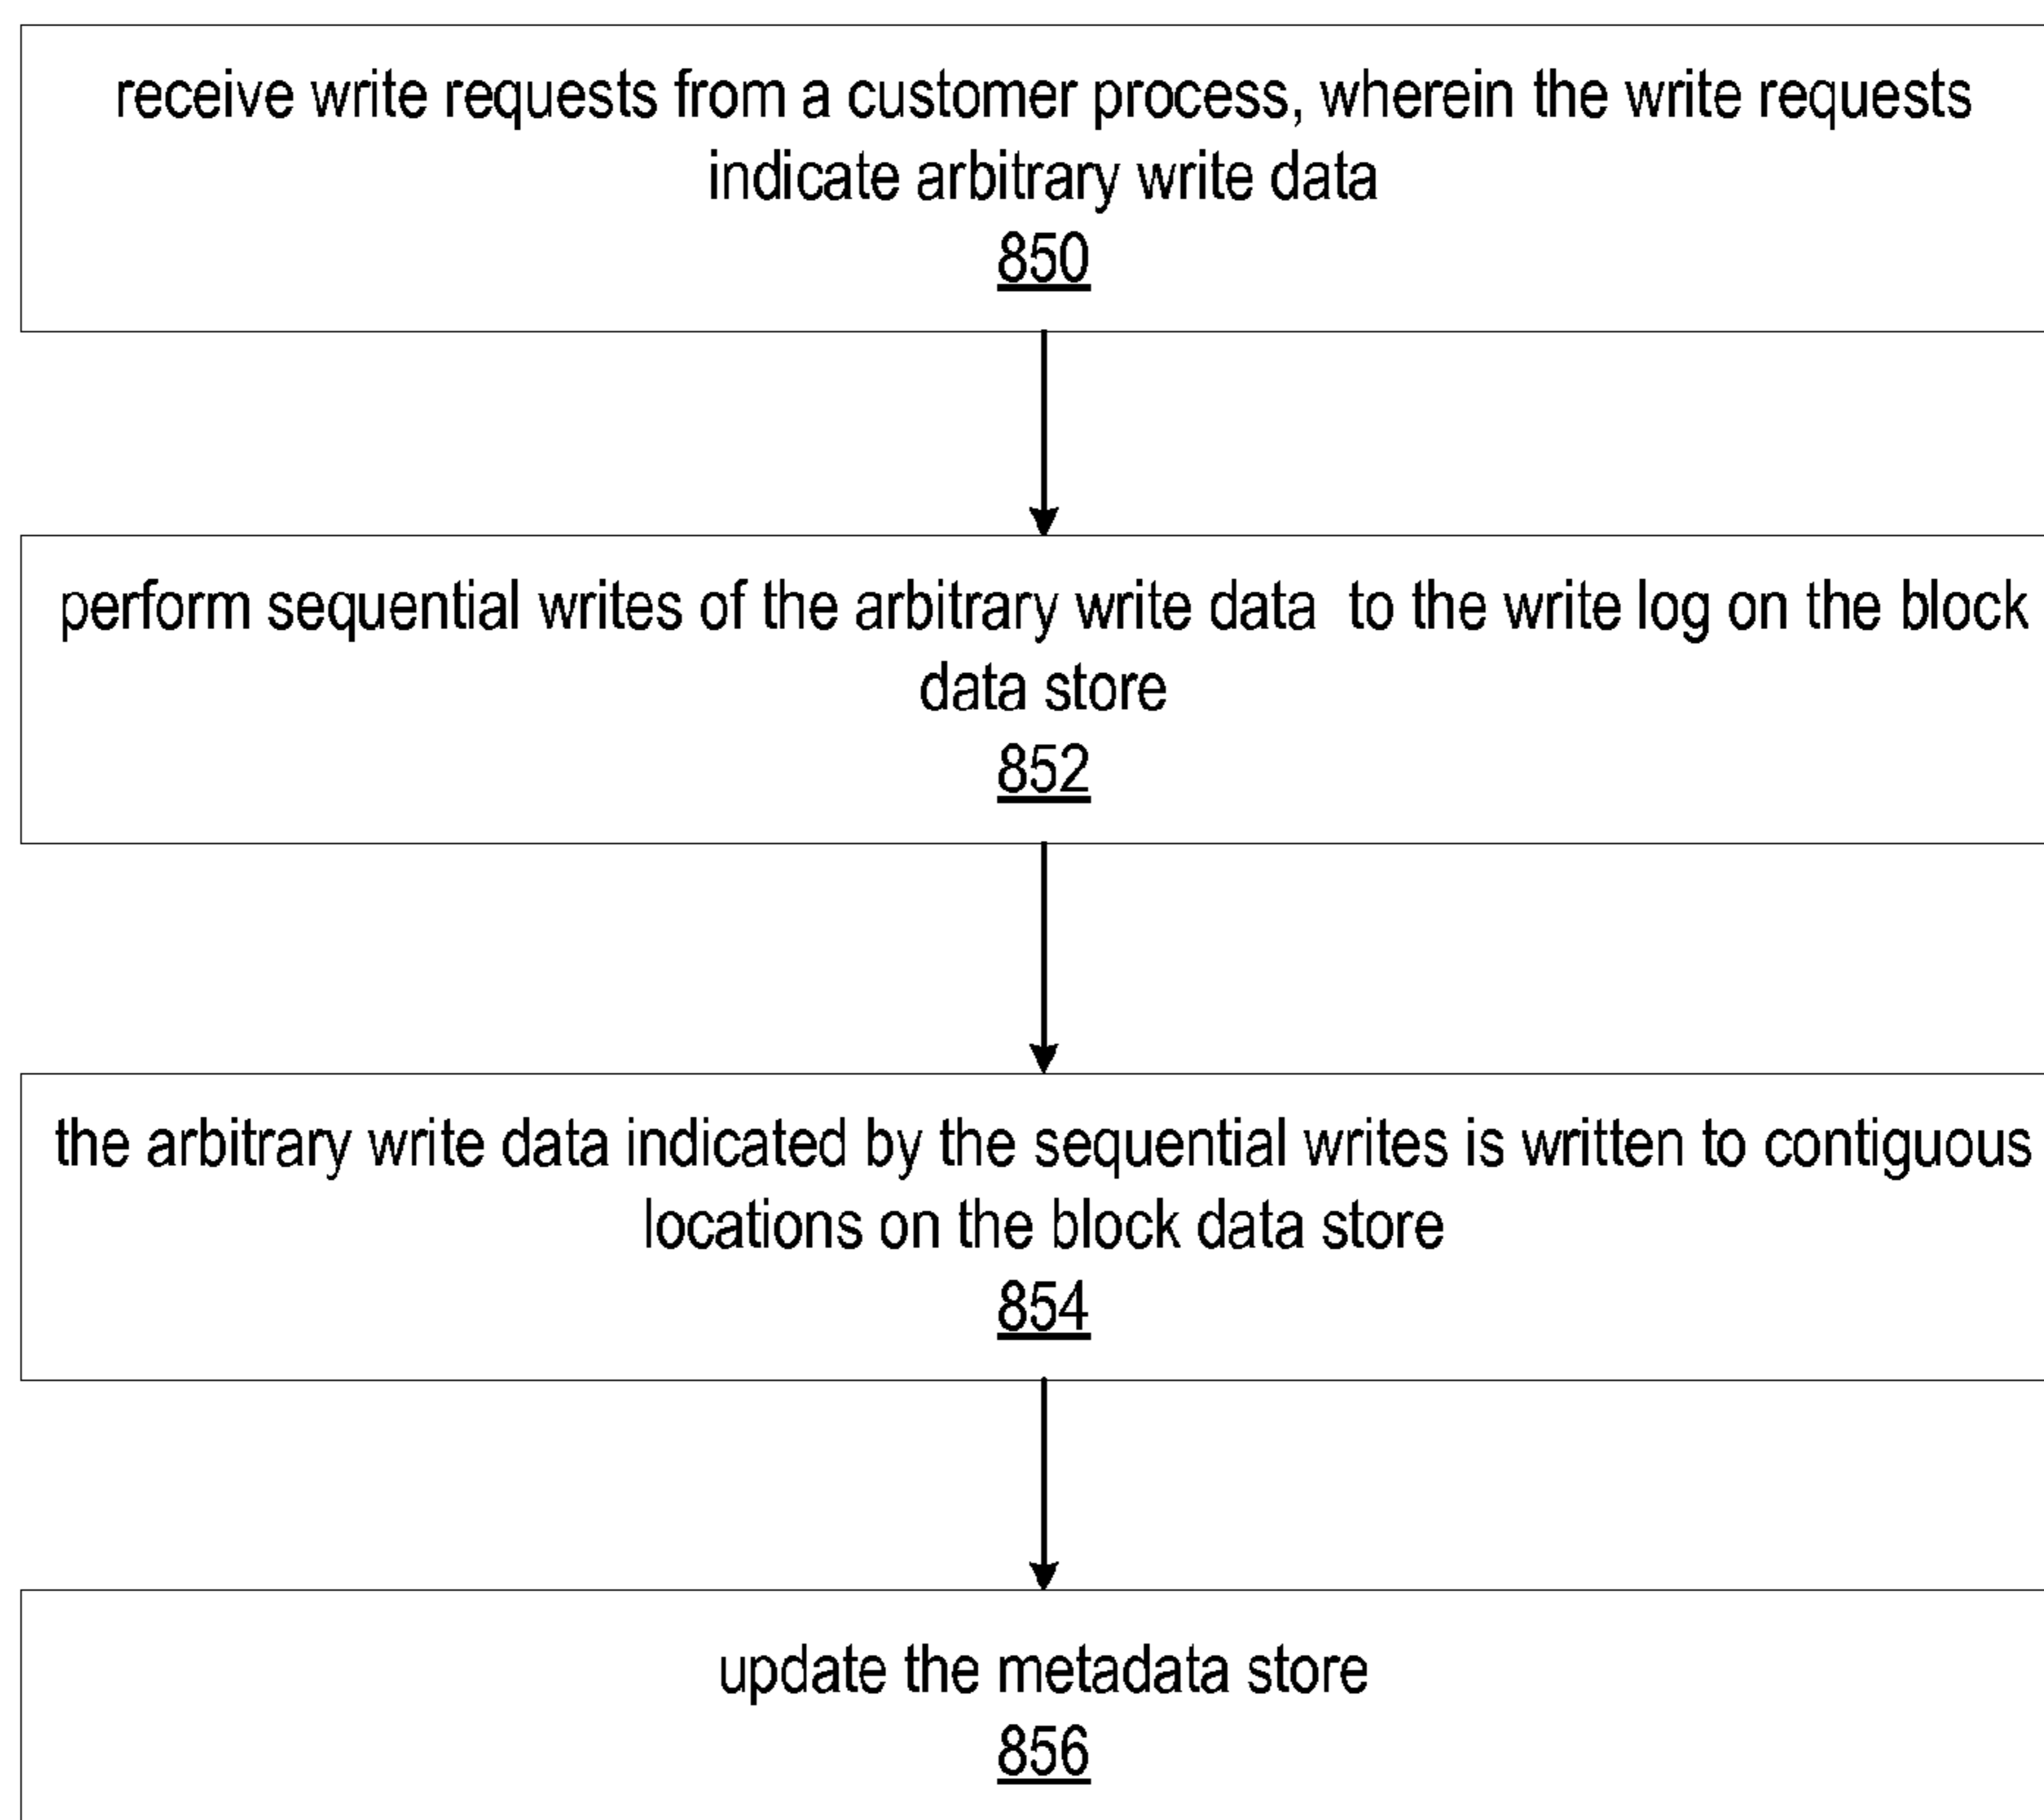 receive write requests from a customer process, wherein the write requests
indicate arbitrary write data
850
perform sequential writes of the arbitrary write data to the write log on the block
data store
852
the arbitrary write data indicated by the sequential writes is written to contiguous
locations on the block data store
854
update the metadata store
856